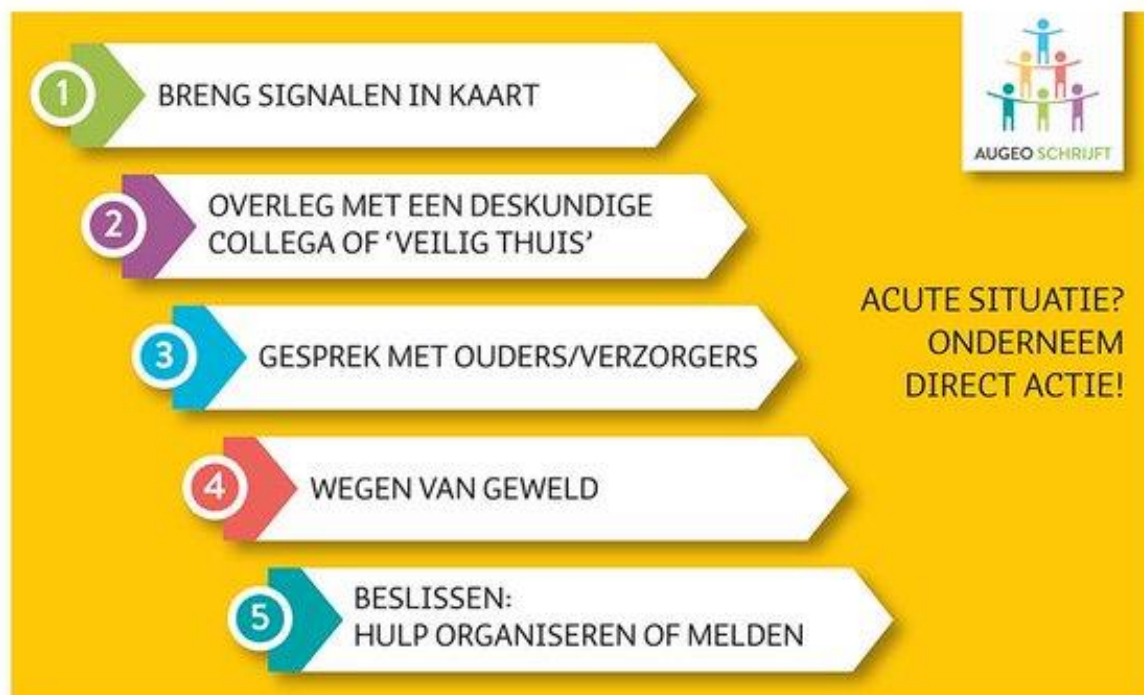 1
BRENG SIGNALEN IN KAART
2
OVERLEG MET EEN DESKUNDIGE
COLLEGA OF ‘VEILIG THUIS’
3
GESPREK MET OUDERS/VERZORGERS
4
WEGEN VAN GEWELD
5
BESLISSEN:
HULP ORGANISEREN OF MELDEN
AUGEO SCHRIJFT
ACUTE SITUATIE?
ONDERNEEM
DIRECT ACTIE!